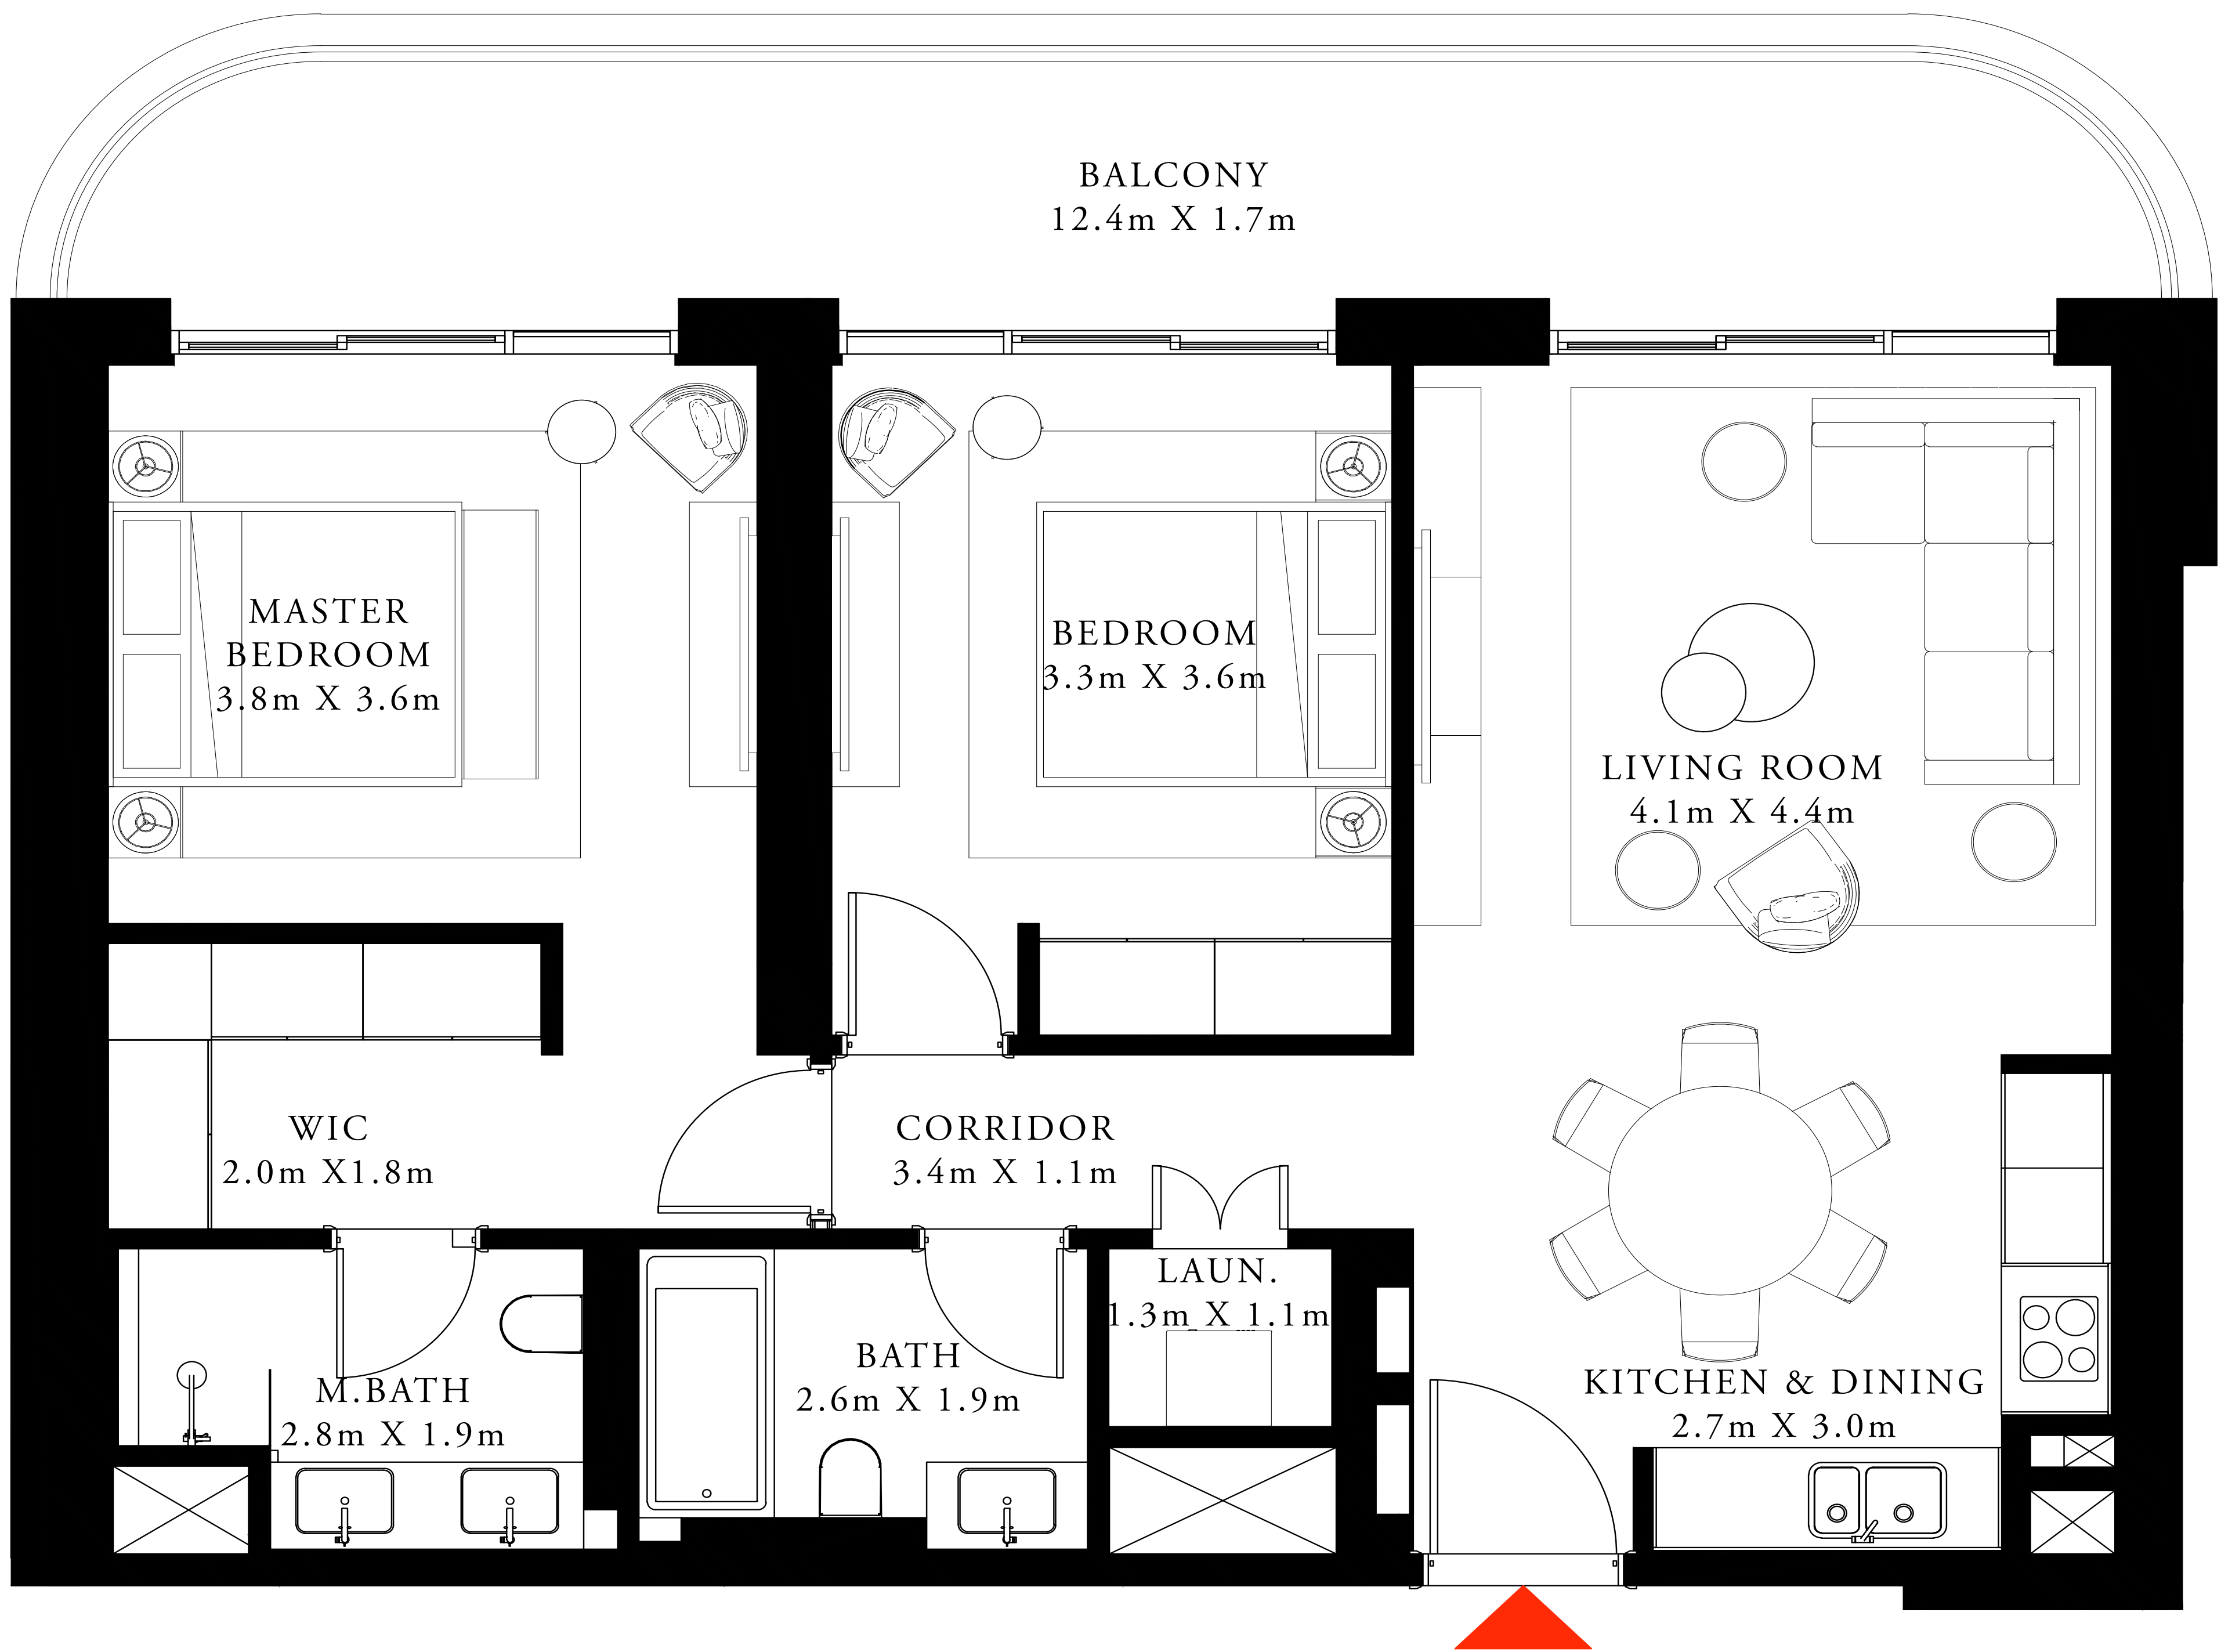 BALCONY
12.4m X 1.7m
MASTER
BEDROOM
3.8m X 3.6m
BEDROOM
3.3m X 3.6m
LIVING ROOM
4.1m X 4.4m
WIC
2.0m X1.8m
CORRIDOR
3.4m X 1.1m
LAUN.
1.3m X 1.1m
BATH
2.6m X 1.9m
M.BATH
2.8m X 1.9m
KITCHEN & DINING
2.7m X 3.0m